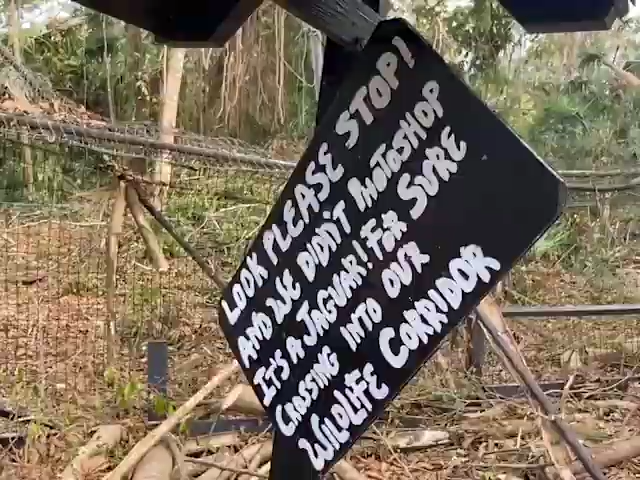 LOOK PLEASE STOP!
AND WE DIDN'T PHOTOSHOP
IT'S A JAGUAR! FOR SURE
CROSSING INTO OUR
WILDLIFE CORRIDOR